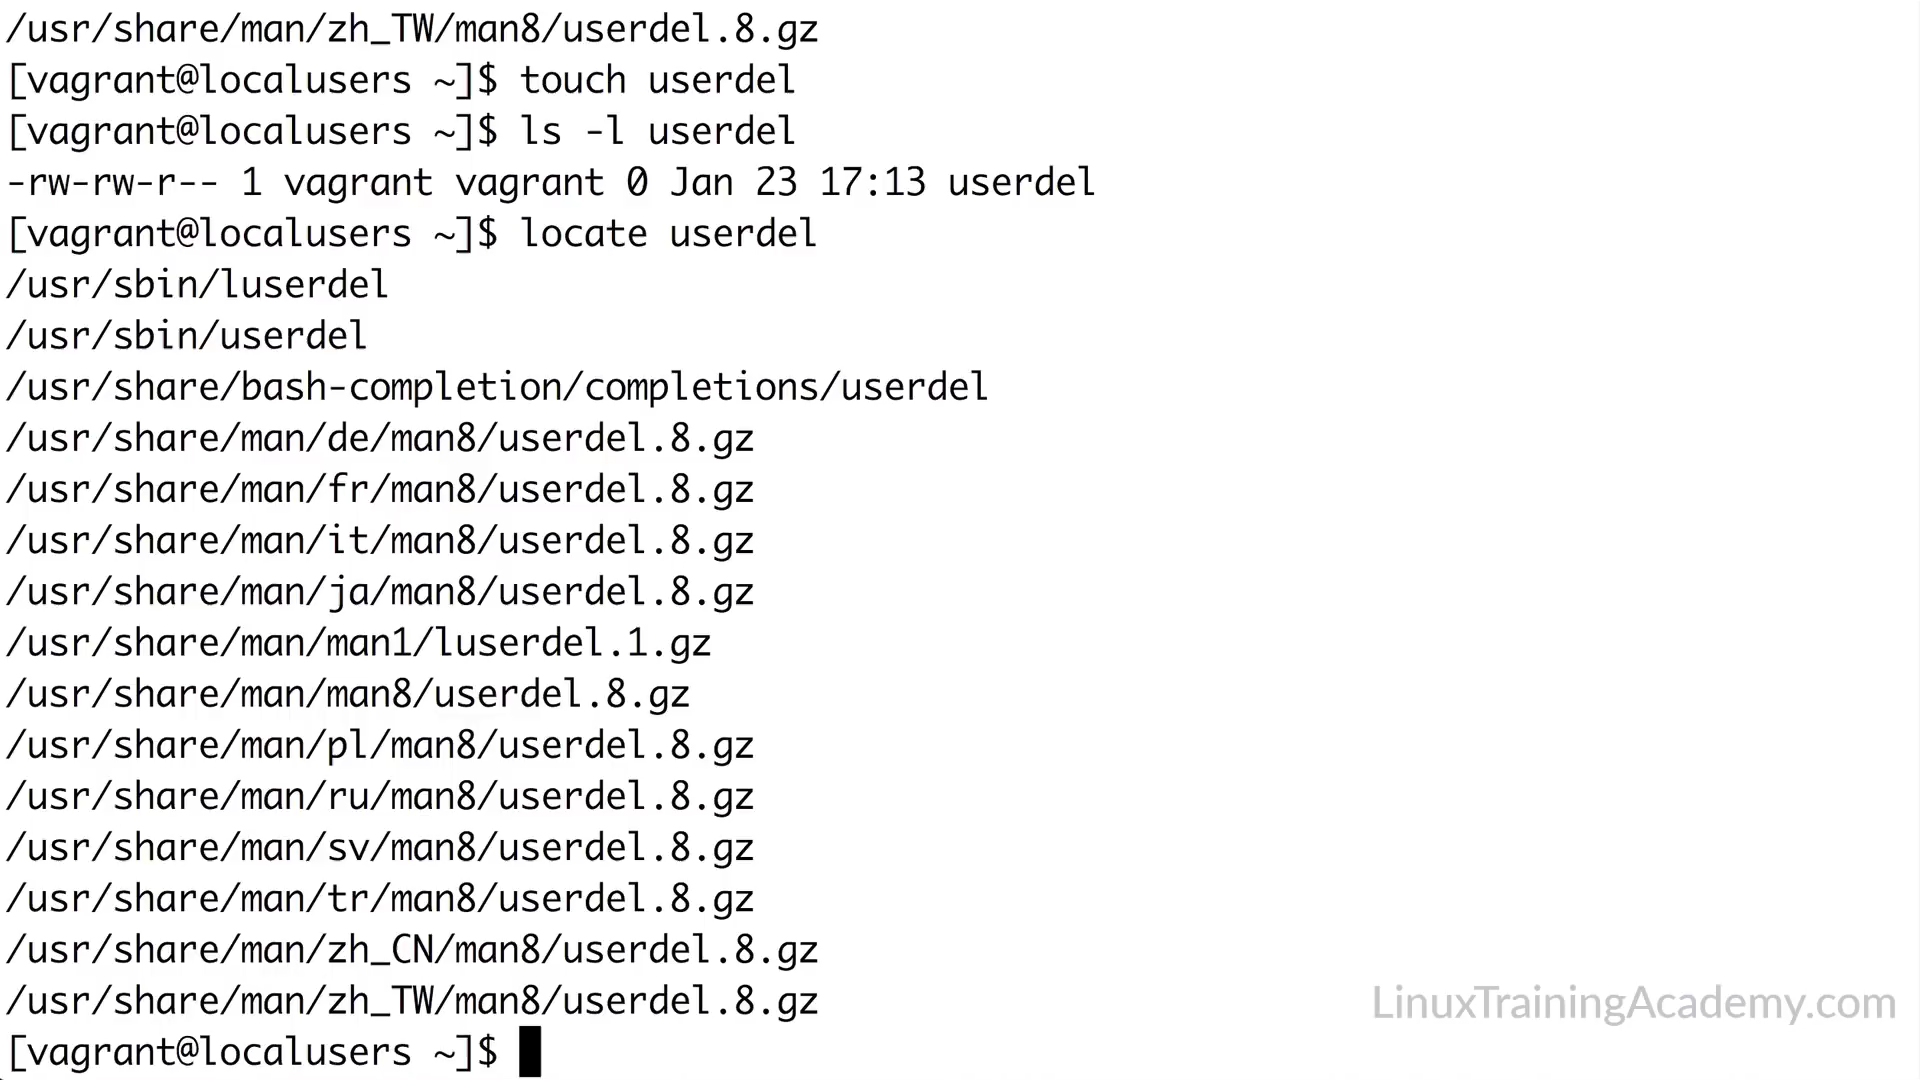 /usr/share/man/zh_TW/man8/userdel.8.gz
[vagrant@localusers ~]$ touch userdel
[vagrant@localusers ~]$ ls -l userdel
-rw-rw-r-- 1 vagrant vagrant 0 Jan 23 17:13 userdel
[vagrant@localusers ~]$ locate userdel
/usr/sbin/luserdel
/usr/sbin/userdel
/usr/share/bash-completion/completions/userdel
/usr/share/man/de/man8/userdel.8.gz
/usr/share/man/fr/man8/userdel.8.gz
/usr/share/man/it/man8/userdel.8.gz
/usr/share/man/ja/man8/userdel.8.gz
/usr/share/man/man1/luserdel.1.gz
/usr/share/man/man8/userdel.8.gz
/usr/share/man/pl/man8/userdel.8.gz
/usr/share/man/ru/man8/userdel.8.gz
/usr/share/man/sv/man8/userdel.8.gz
/usr/share/man/tr/man8/userdel.8.gz
/usr/share/man/zh_CN/man8/userdel.8.gz
/usr/share/man/zh_TW/man8/userdel.8.gz
LinuxTrainingAcademy.com
[vagrant@localusers ~]$